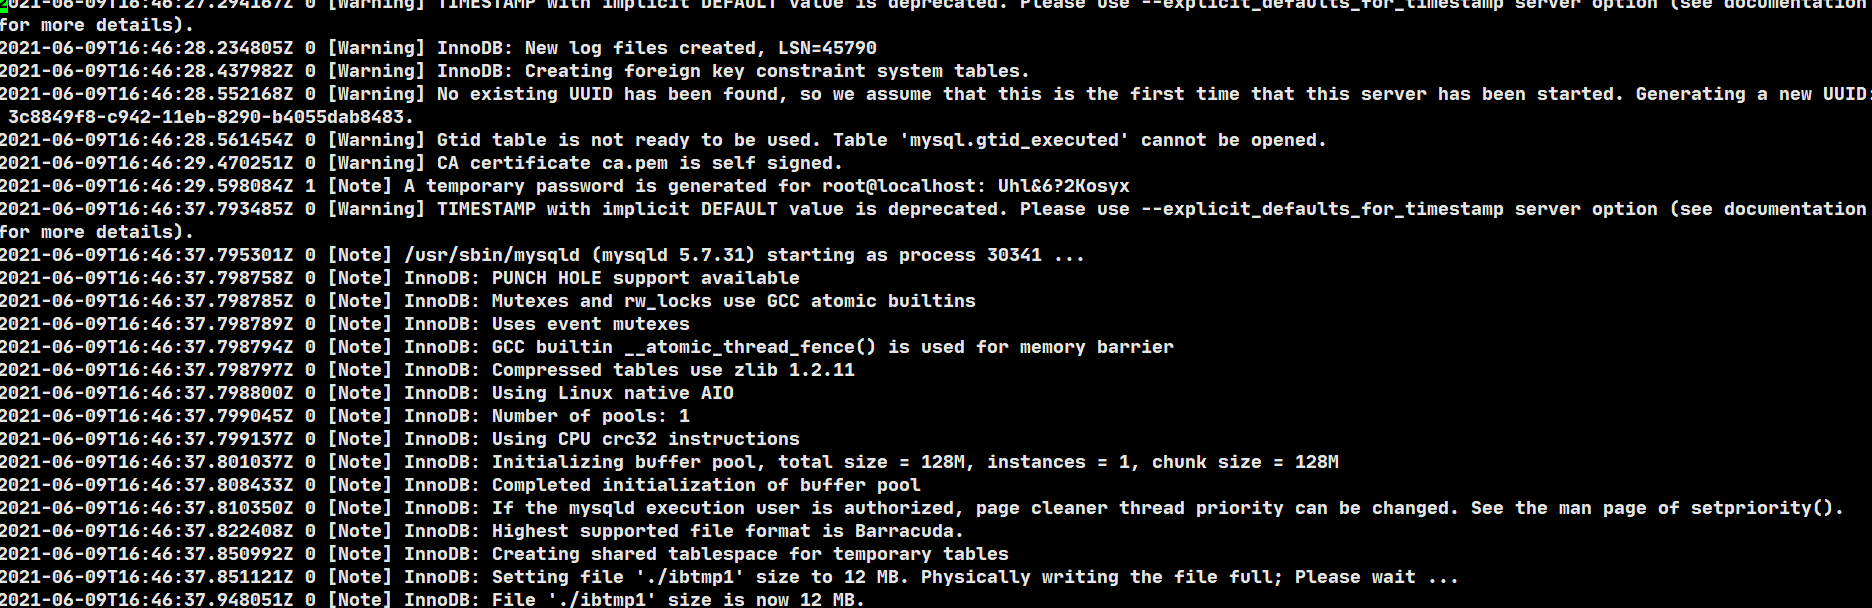 2021-06-09T16:46:27.294167Z 0 [Warning] TIMESTAMP with implicit DEFAULT value is deprecated. Please use --explicit_defaults_for_timestamp server option (see documentation
for more details).
2021-06-09T16:46:28.234805Z 0 [Warning] InnoDB: New log files created, LSN=45790
2021-06-09T16:46:28.437982Z 0 [Warning] InnoDB: Creating foreign key constraint system tables.
2021-06-09T16:46:28.552168Z 0 [Warning] No existing UUID has been found, so we assume that this is the first time that this server has been started. Generating a new UUID:
3c8849f8-c942-11eb-8290-b4055dab8483.
2021-06-09T16:46:28.561454Z 0 [Warning] Gtid table is not ready to be used. Table 'mysql.gtid_executed' cannot be opened.
2021-06-09T16:46:29.470251Z 0 [Warning] CA certificate ca.pem is self signed.
2021-06-09T16:46:29.598084Z 1 [Note] A temporary password is generated for root@localhost: Uhl&6?2Kosyx
2021-06-09T16:46:37.793485Z 0 [Warning] TIMESTAMP with implicit DEFAULT value is deprecated. Please use --explicit_defaults_for_timestamp server option (see documentation
for more details).
2021-06-09T16:46:37.795301Z 0 [Note] /usr/sbin/mysqld (mysqld 5.7.31) starting as process 30341 ...
2021-06-09T16:46:37.798758Z 0 [Note] InnoDB: PUNCH HOLE support available
2021-06-09T16:46:37.798785Z 0 [Note] InnoDB: Mutexes and rw_locks use GCC atomic builtins
2021-06-09T16:46:37.798789Z 0 [Note] InnoDB: Uses event mutexes
2021-06-09T16:46:37.798794Z 0 [Note] InnoDB: GCC builtin __atomic_thread_fence() is used for memory barrier
2021-06-09T16:46:37.798797Z 0 [Note] InnoDB: Compressed tables use zlib 1.2.11
2021-06-09T16:46:37.798800Z 0 [Note] InnoDB: Using Linux native AIO
2021-06-09T16:46:37.799045Z 0 [Note] InnoDB: Number of pools: 1
2021-06-09T16:46:37.799137Z 0 [Note] InnoDB: Using CPU crc32 instructions
2021-06-09T16:46:37.801037Z 0 [Note] InnoDB: Initializing buffer pool, total size = 128M, instances = 1, chunk size = 128M
2021-06-09T16:46:37.808433Z 0 [Note] InnoDB: Completed initialization of buffer pool
2021-06-09T16:46:37.810350Z 0 [Note] InnoDB: If the mysqld execution user is authorized, page cleaner thread priority can be changed. See the man page of setpriority().
2021-06-09T16:46:37.822408Z 0 [Note] InnoDB: Highest supported file format is Barracuda.
2021-06-09T16:46:37.850992Z 0 [Note] InnoDB: Creating shared tablespace for temporary tables
2021-06-09T16:46:37.851121Z 0 [Note] InnoDB: Setting file './ibtmp1' size to 12 MB. Physically writing the file full; Please wait ...
2021-06-09T16:46:37.948051Z 0 [Note] InnoDB: File './ibtmp1' size is now 12 MB.